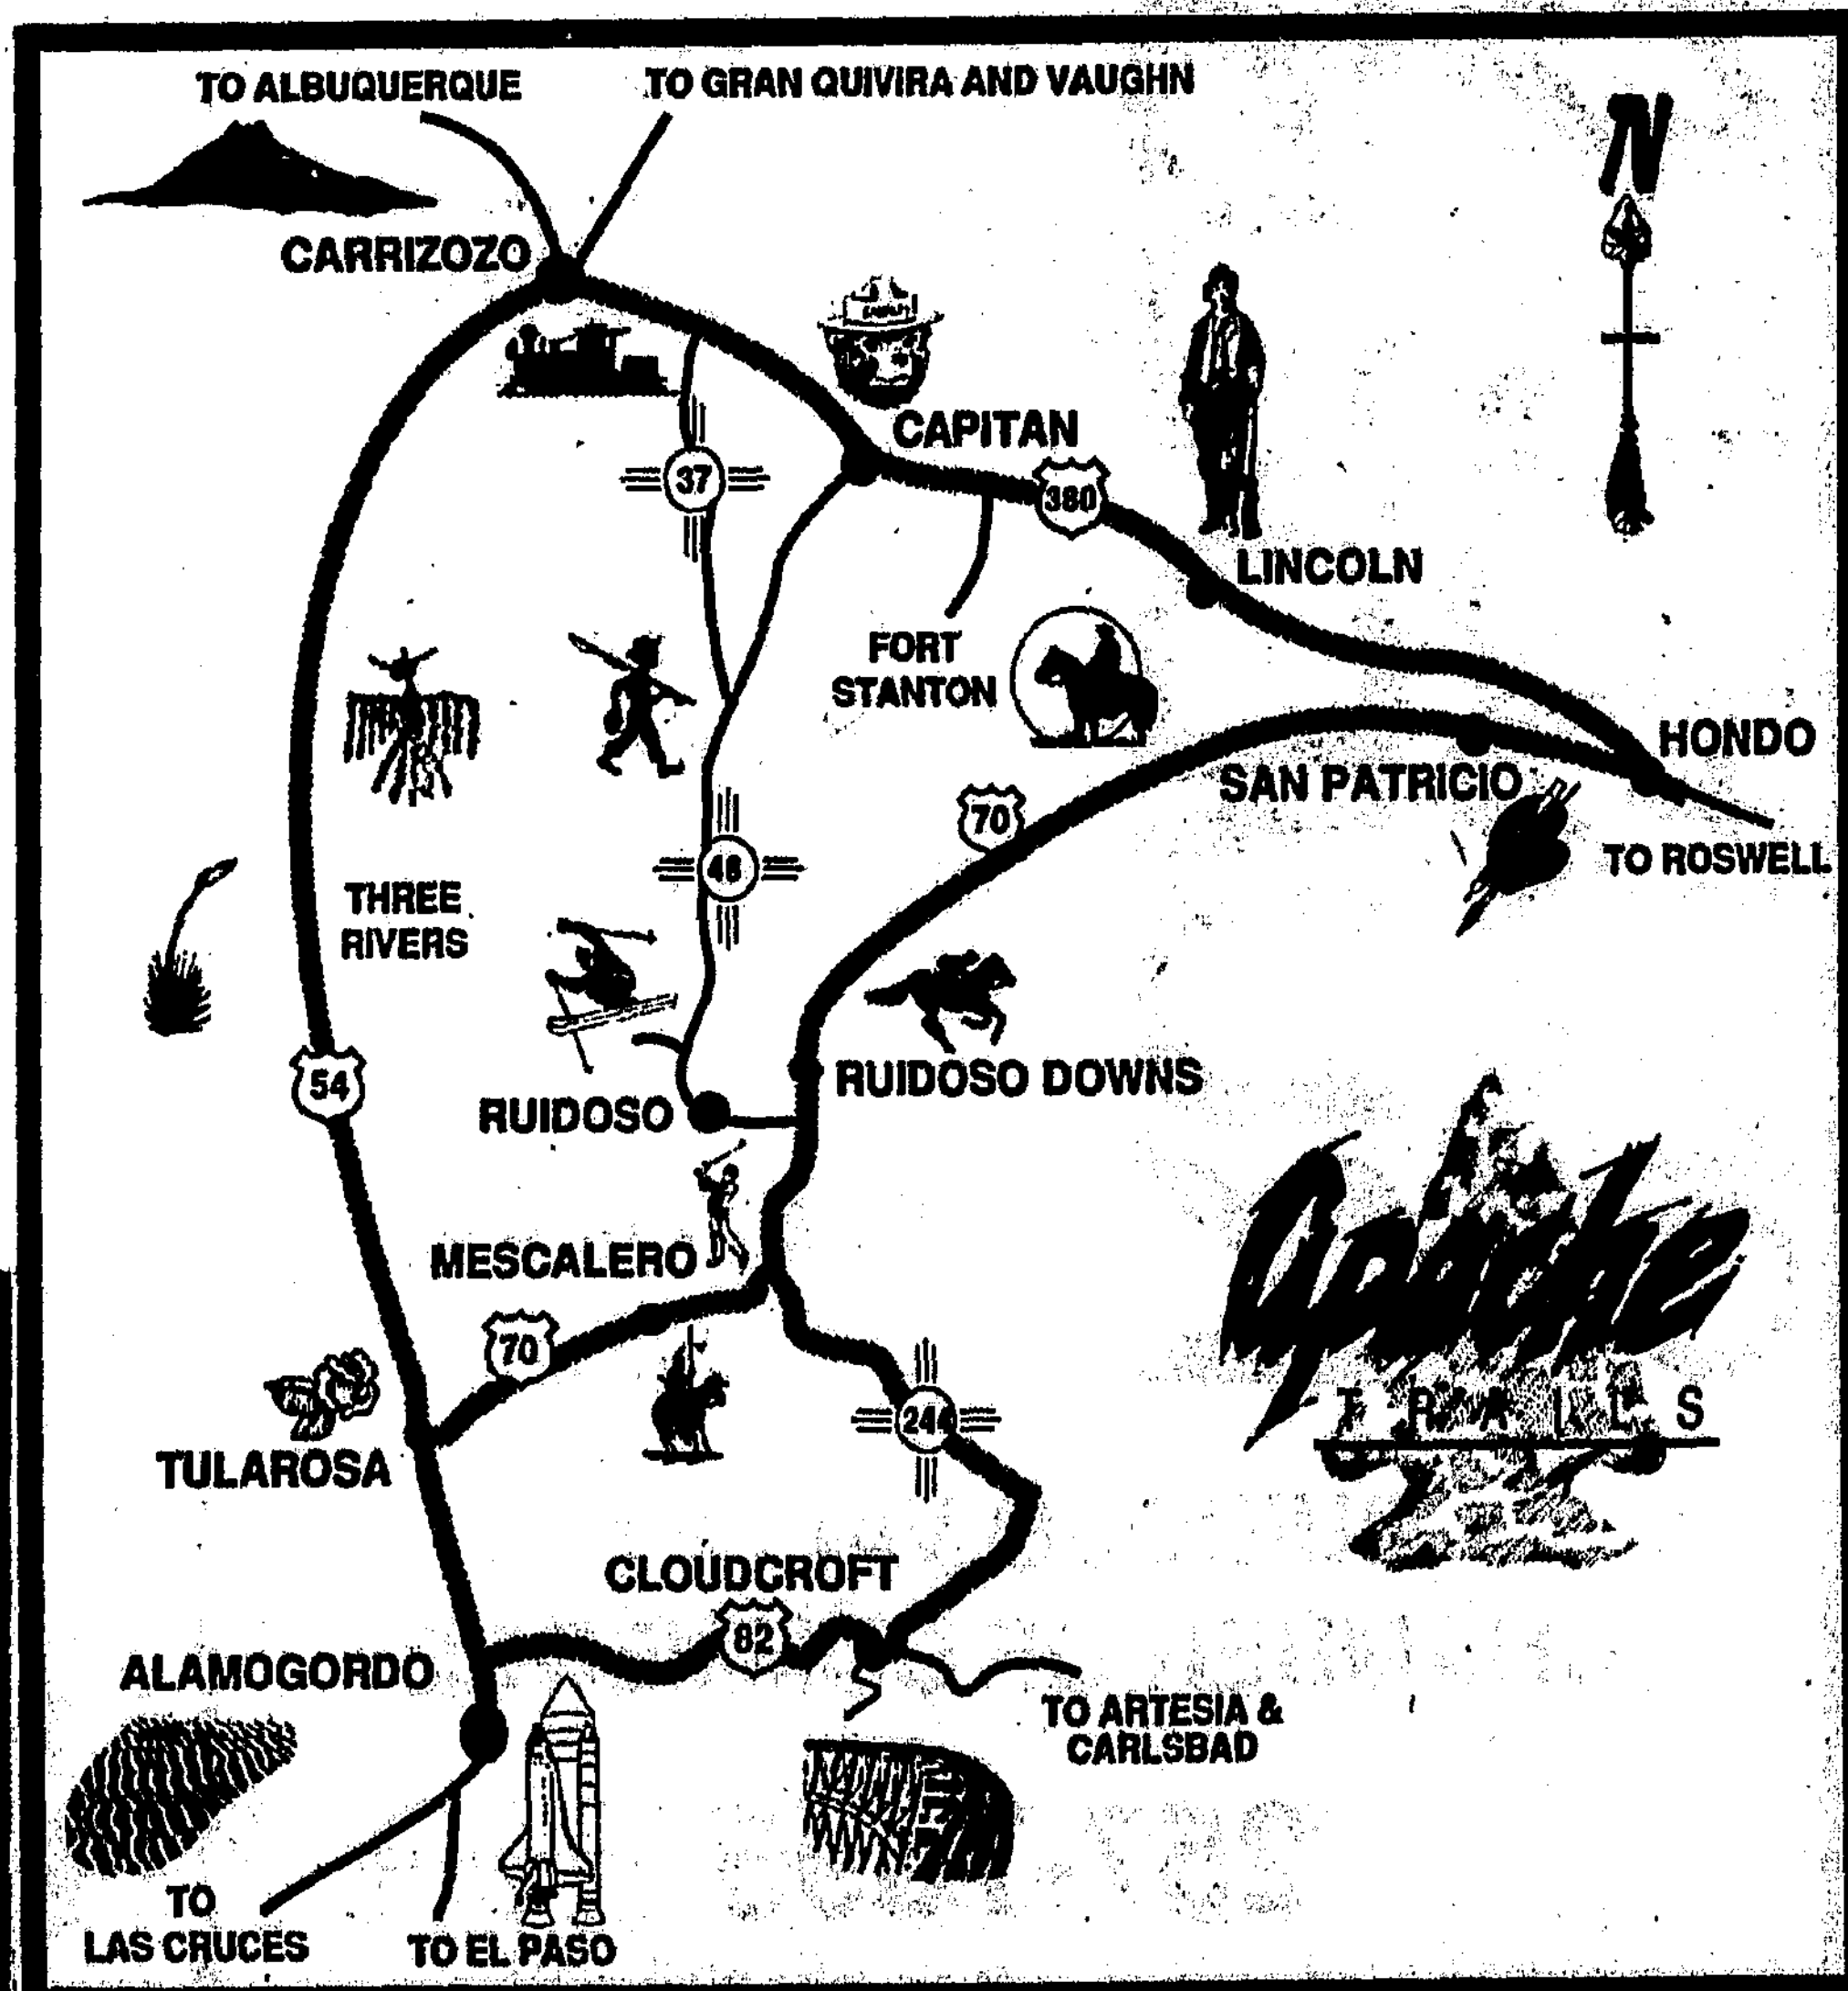 TO ALBUQUERQUE
TO GRAN QUIVIRA AND VAUGHN
N
CARRIZOZO
CAPITAN
37
380
LINCOLN
FORT
STANTON
HONDO
SAN PATRICIO
70
TO ROSWELL
48
THREE
RIVERS
54
RUIDOSO DOWNS
RUIDOSO
MESCALERO
70
Apache
TRAILS
244
TULAROSA
CLOUDCROFT
82
ALAMOGORDO
TO ARTESIA &
CARLSBAD
TO
LAS CRUCES
TO EL PASO